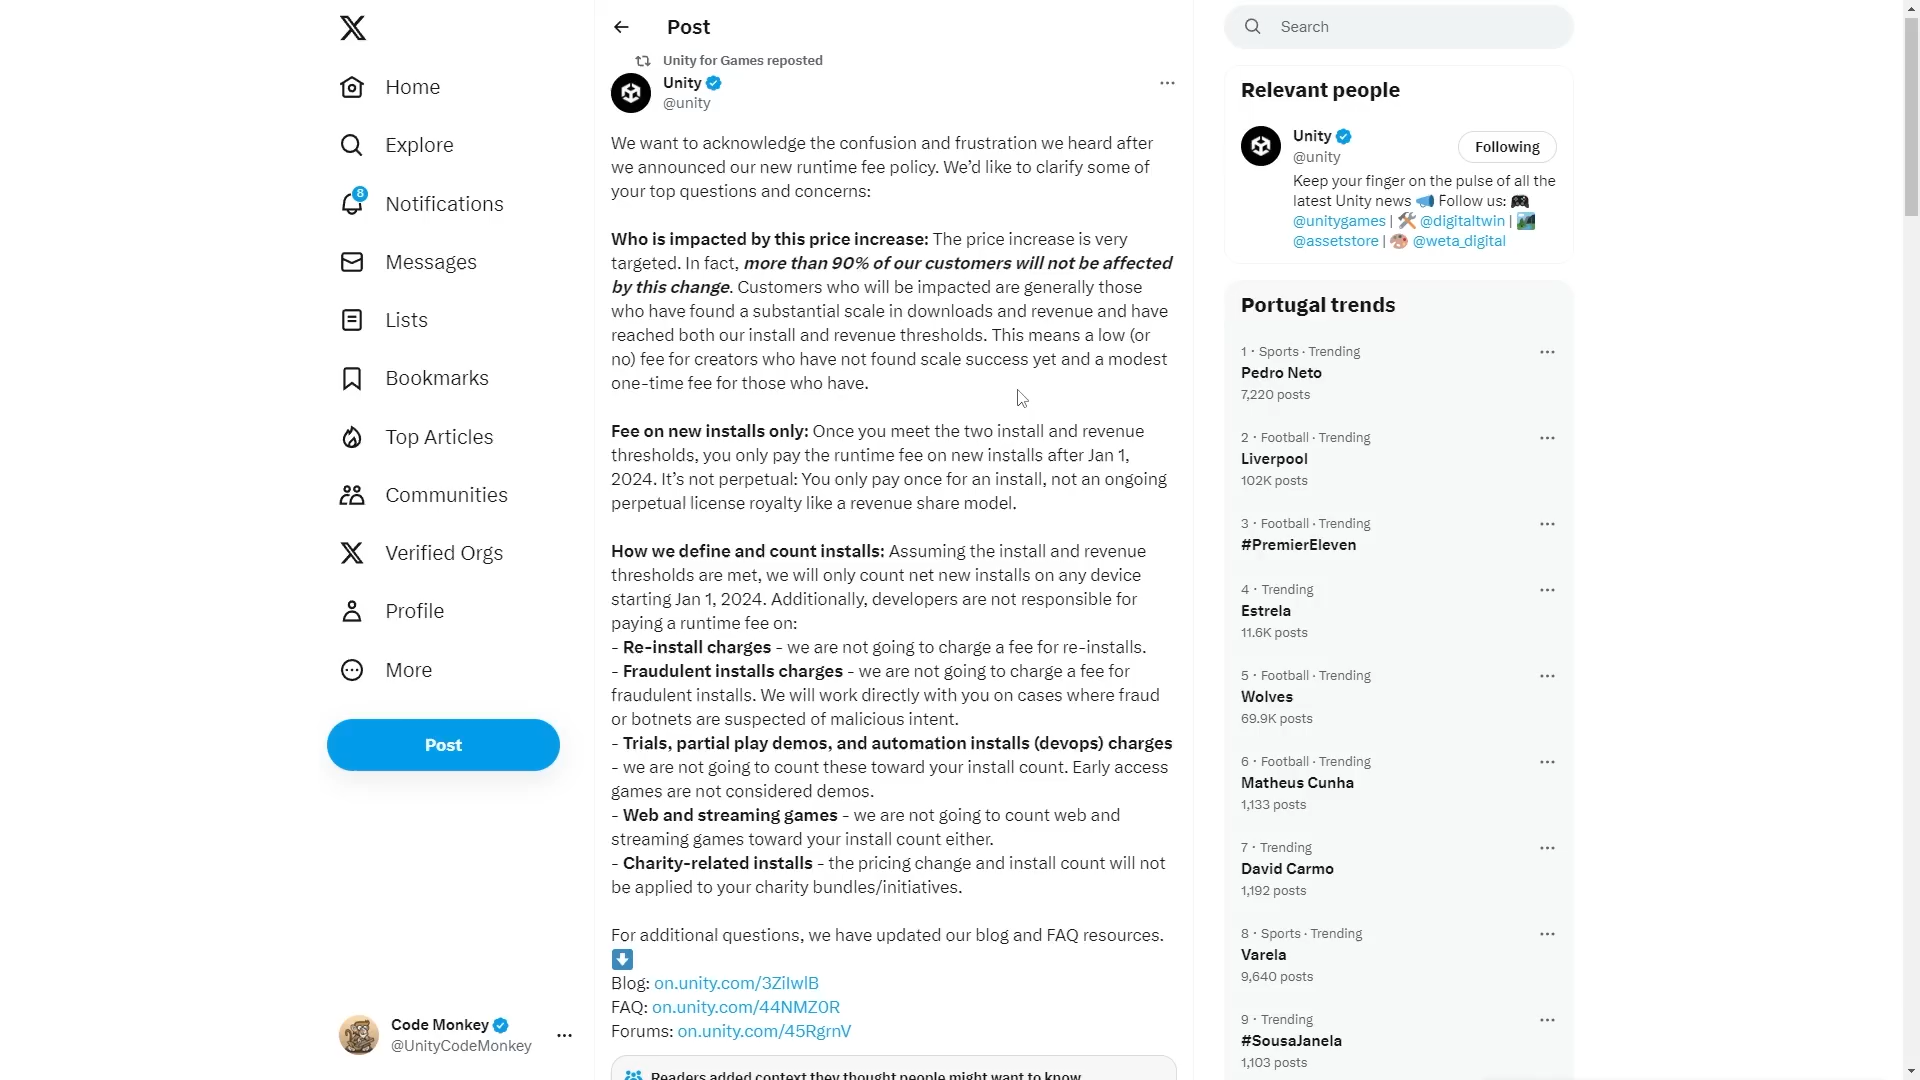 Home
Explore
8
Notifications
Messages
Lists
Bookmarks
Top Articles
Communities
Verified Orgs
Profile
More
Post
Code Monkey
@UnityCodeMonkey
Post
Unity for Games reposted
Unity
@unity
We want to acknowledge the confusion and frustration we heard after
we announced our new runtime fee policy. We’d like to clarify some of
your top questions and concerns:
Who is impacted by this price increase: The price increase is very
targeted. In fact, more than 90% of our customers will not be affected
by this change. Customers who will be impacted are generally those
who have found a substantial scale in downloads and revenue and have
reached both our install and revenue thresholds. This means a low (or
no) fee for creators who have not found scale success yet and a modest
one-time fee for those who have.
Fee on new installs only: Once you meet the two install and revenue
thresholds, you only pay the runtime fee on new installs after Jan 1,
2024. It’s not perpetual: You only pay once for an install, not an ongoing
perpetual license royalty like a revenue share model.
How we define and count installs: Assuming the install and revenue
thresholds are met, we will only count net new installs on any device
starting Jan 1, 2024. Additionally, developers are not responsible for
paying a runtime fee on:
- Re-install charges - we are not going to charge a fee for re-installs.
- Fraudulent installs charges - we are not going to charge a fee for
fraudulent installs. We will work directly with you on cases where fraud
or botnets are suspected of malicious intent.
- Trials, partial play demos, and automation installs (devops) charges
- we are not going to count these toward your install count. Early access
games are not considered demos.
- Web and streaming games - we are not going to count web and
streaming games toward your install count either.
- Charity-related installs - the pricing change and install count will not
be applied to your charity bundles/initiatives.
For additional questions, we have updated our blog and FAQ resources.
Blog: on.unity.com/3ZiIwlB
FAQ: on.unity.com/44NMZ0R
Forums: on.unity.com/45RgrnV
Readers added context they thought people might want to know
Search
Relevant people
Unity
@unity
Following
Keep your finger on the pulse of all the
latest Unity news 📣 Follow us: 🎮
@unitygames | 🛠️ @digitaltwin | 🏞️
@assetstore | 🎨 @weta_digital
Portugal trends
1 · Sports · Trending
Pedro Neto
7,220 posts
2 · Football · Trending
Liverpool
102K posts
3 · Football · Trending
#PremierEleven
4 · Trending
Estrela
11.6K posts
5 · Football · Trending
Wolves
69.9K posts
6 · Football · Trending
Matheus Cunha
1,133 posts
7 · Trending
David Carmo
1,192 posts
8 · Sports · Trending
Varela
9,640 posts
9 · Trending
#SousaJanela
1,103 posts